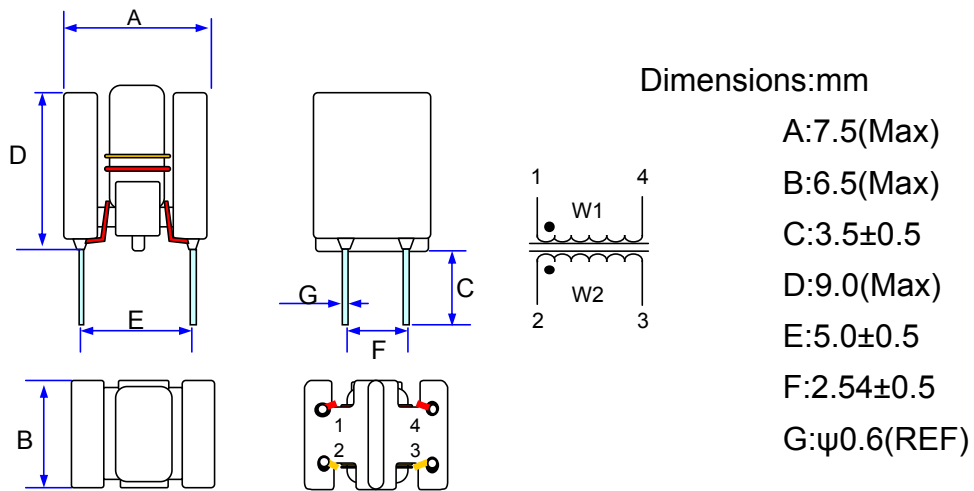 A
D
E
G
F
C
B
1
4
2
3
1
4
W1
W2
2
3
Dimensions:mm
A:7.5(Max)
B:6.5(Max)
C:3.5±0.5
D:9.0(Max)
E:5.0±0.5
F:2.54±0.5
G:ψ0.6(REF)